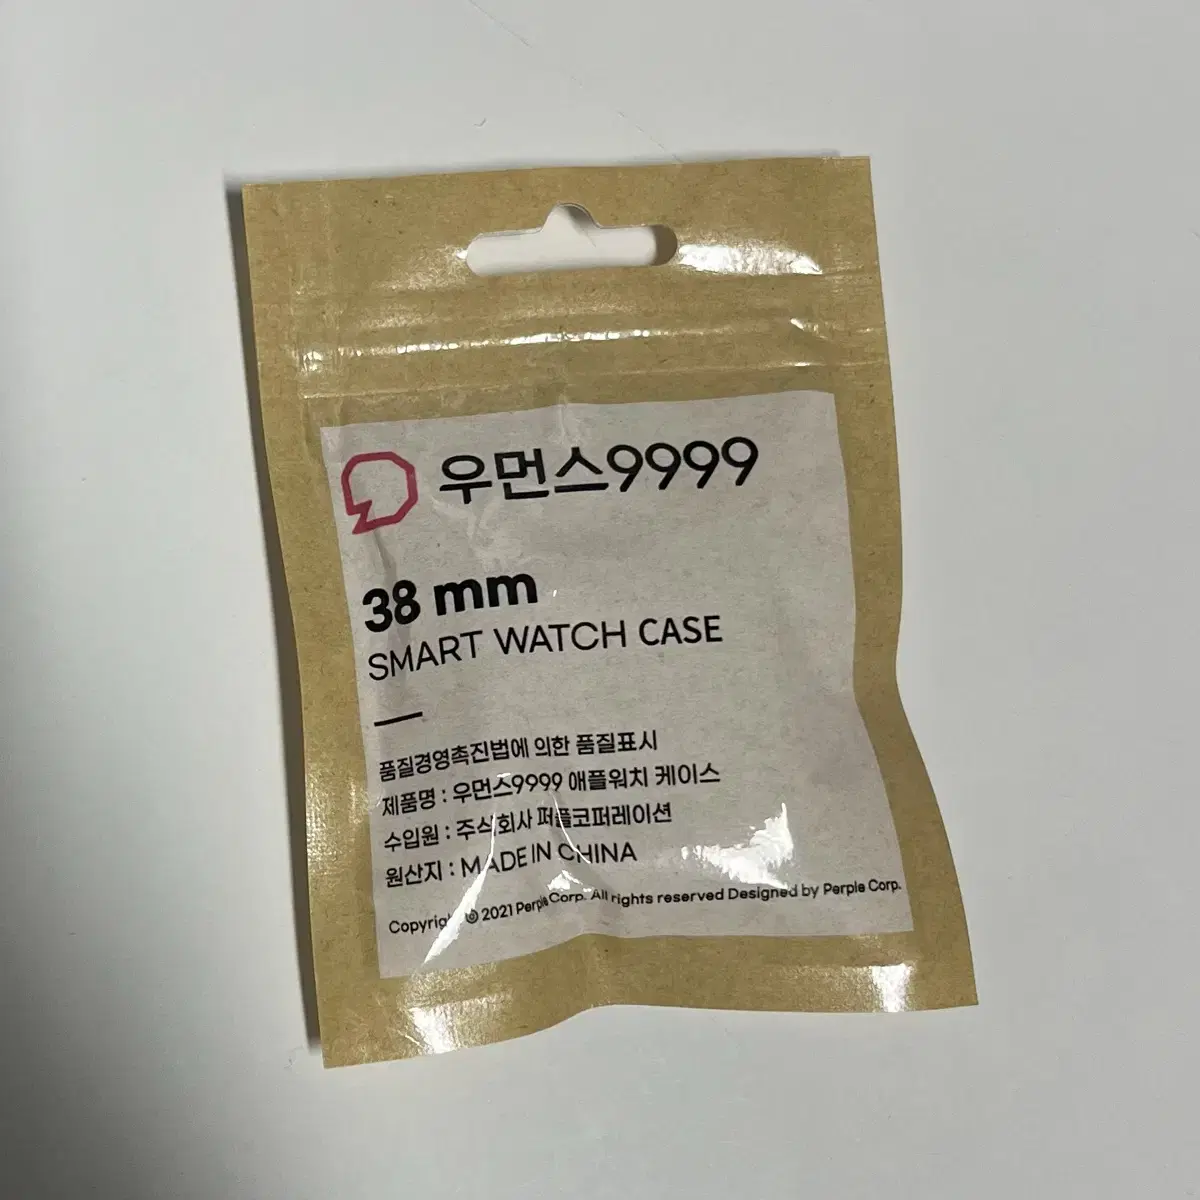 우먼스9999
38 mm
SMART WATCH CASE
품질경영촉진법에 의한 품질표시
제품명 : 우먼스9999 애플워치 케이스
수입원 : 주식회사 퍼플코퍼레이션
원산지 : MADE IN CHINA
Copyright © 2021 Perple Corp. All rights reserved Designed by Perple Corp.